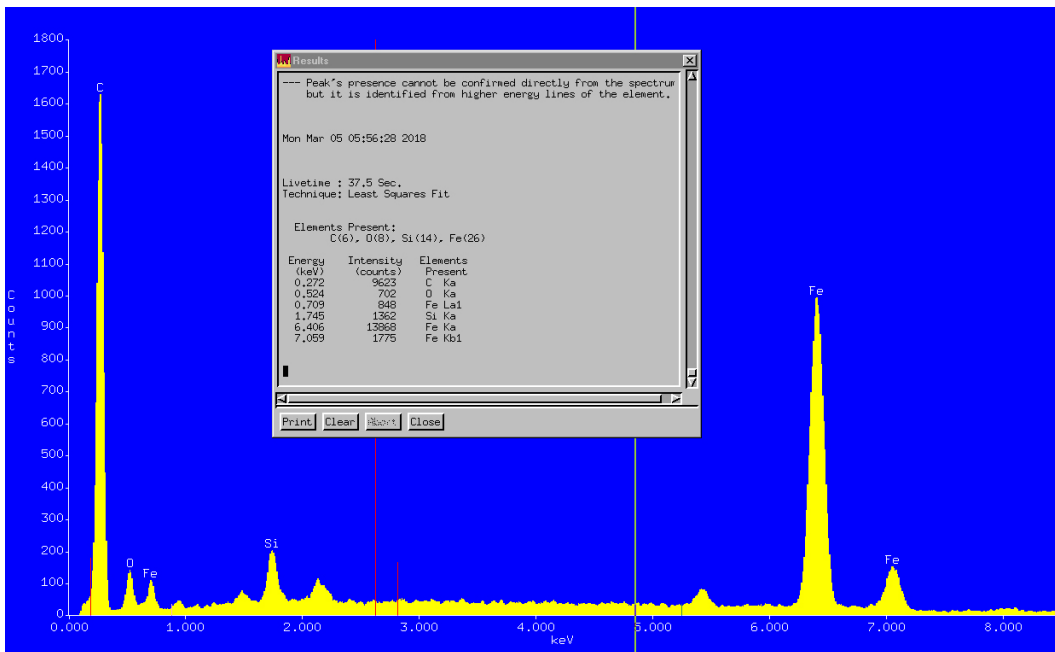 Results
--- Peak's presence cannot be confirmed directly from the spectrum
but it is identified from higher energy lines of the element.
Mon Mar 05 05:56:28 2018
Livetime : 37.5 Sec.
Technique: Least Squares Fit
Elements Present:
C(6), O(8), Si(14), Fe(26)
Energy Intensity Elements
(keV) (counts) Present
0.272 9623 C Ka
0.524 702 O Ka
0.709 848 Fe La1
1.745 1362 Si Ka
6.406 13868 Fe Ka
7.059 1775 Fe Kb1
Print Clear Abort Close
Counts
1800
1700
1600
1500
1400
1300
1200
1100
1000
900
800
700
600
500
400
300
200
100
0
C
O
Fe
Si
Fe
Fe
0.000 1.000 2.000 3.000 4.000 5.000 6.000 7.000 8.000
keV